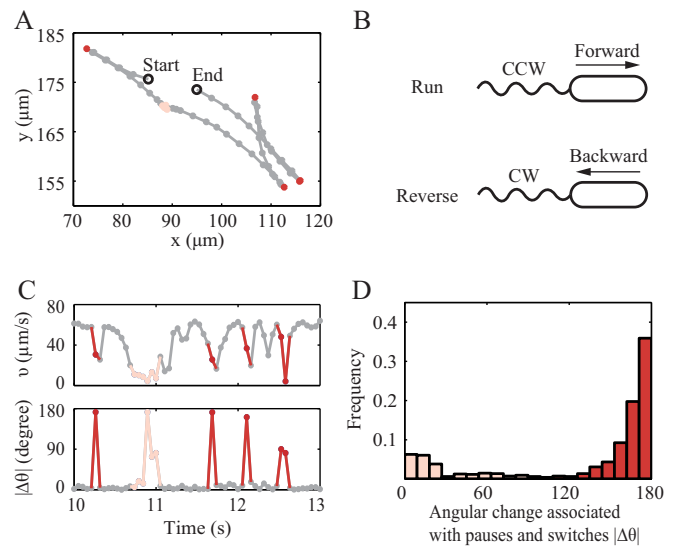 A
185
175
165
155
y (μm)
Start
End
70 80 90 100 110 120
x (μm)
B
Run
CCW
Forward
Reverse
CW
Backward
C
80
40
0
υ (μm/s)
180
90
0
|Δθ| (degree)
10 11 12 13
Time (s)
D
0.4
0.3
0.2
0.1
Frequency
0 60 120 180
Angular change associated
with pauses and switches |Δθ|